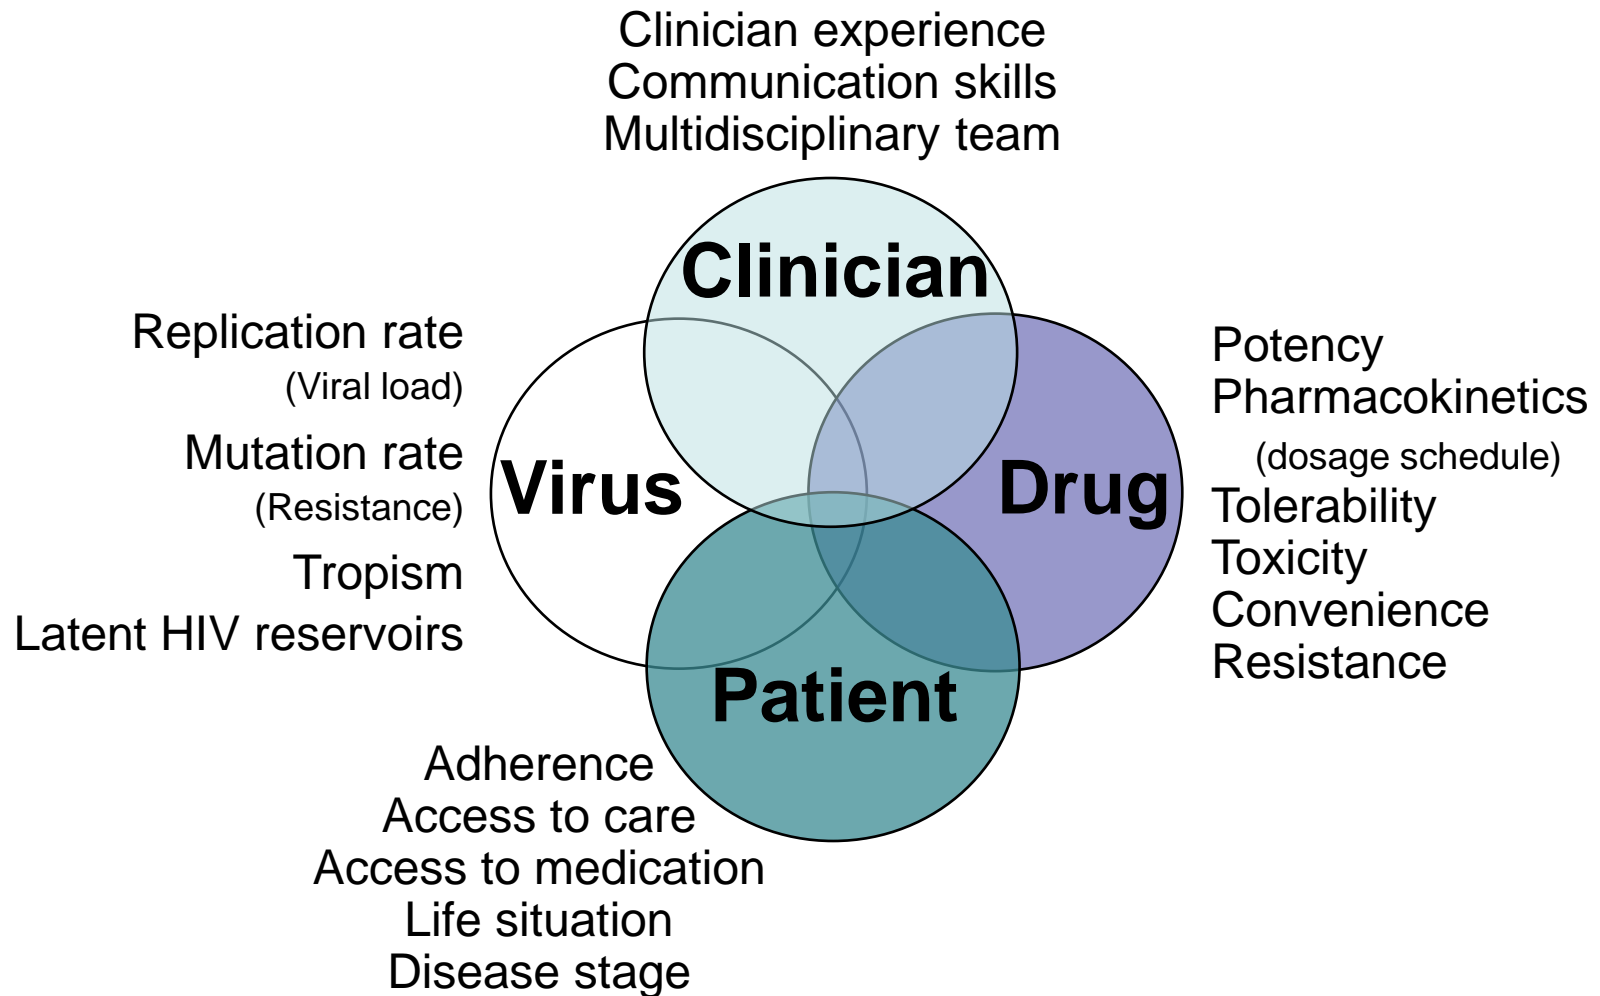 Clinician experience
Communication skills
Multidisciplinary team
Clinician
Replication rate
(Viral load)
Mutation rate
(Resistance)
Tropism
Latent HIV reservoirs
Virus
Drug
Potency
Pharmacokinetics
(dosage schedule)
Tolerability
Toxicity
Convenience
Resistance
Patient
Adherence
Access to care
Access to medication
Life situation
Disease stage